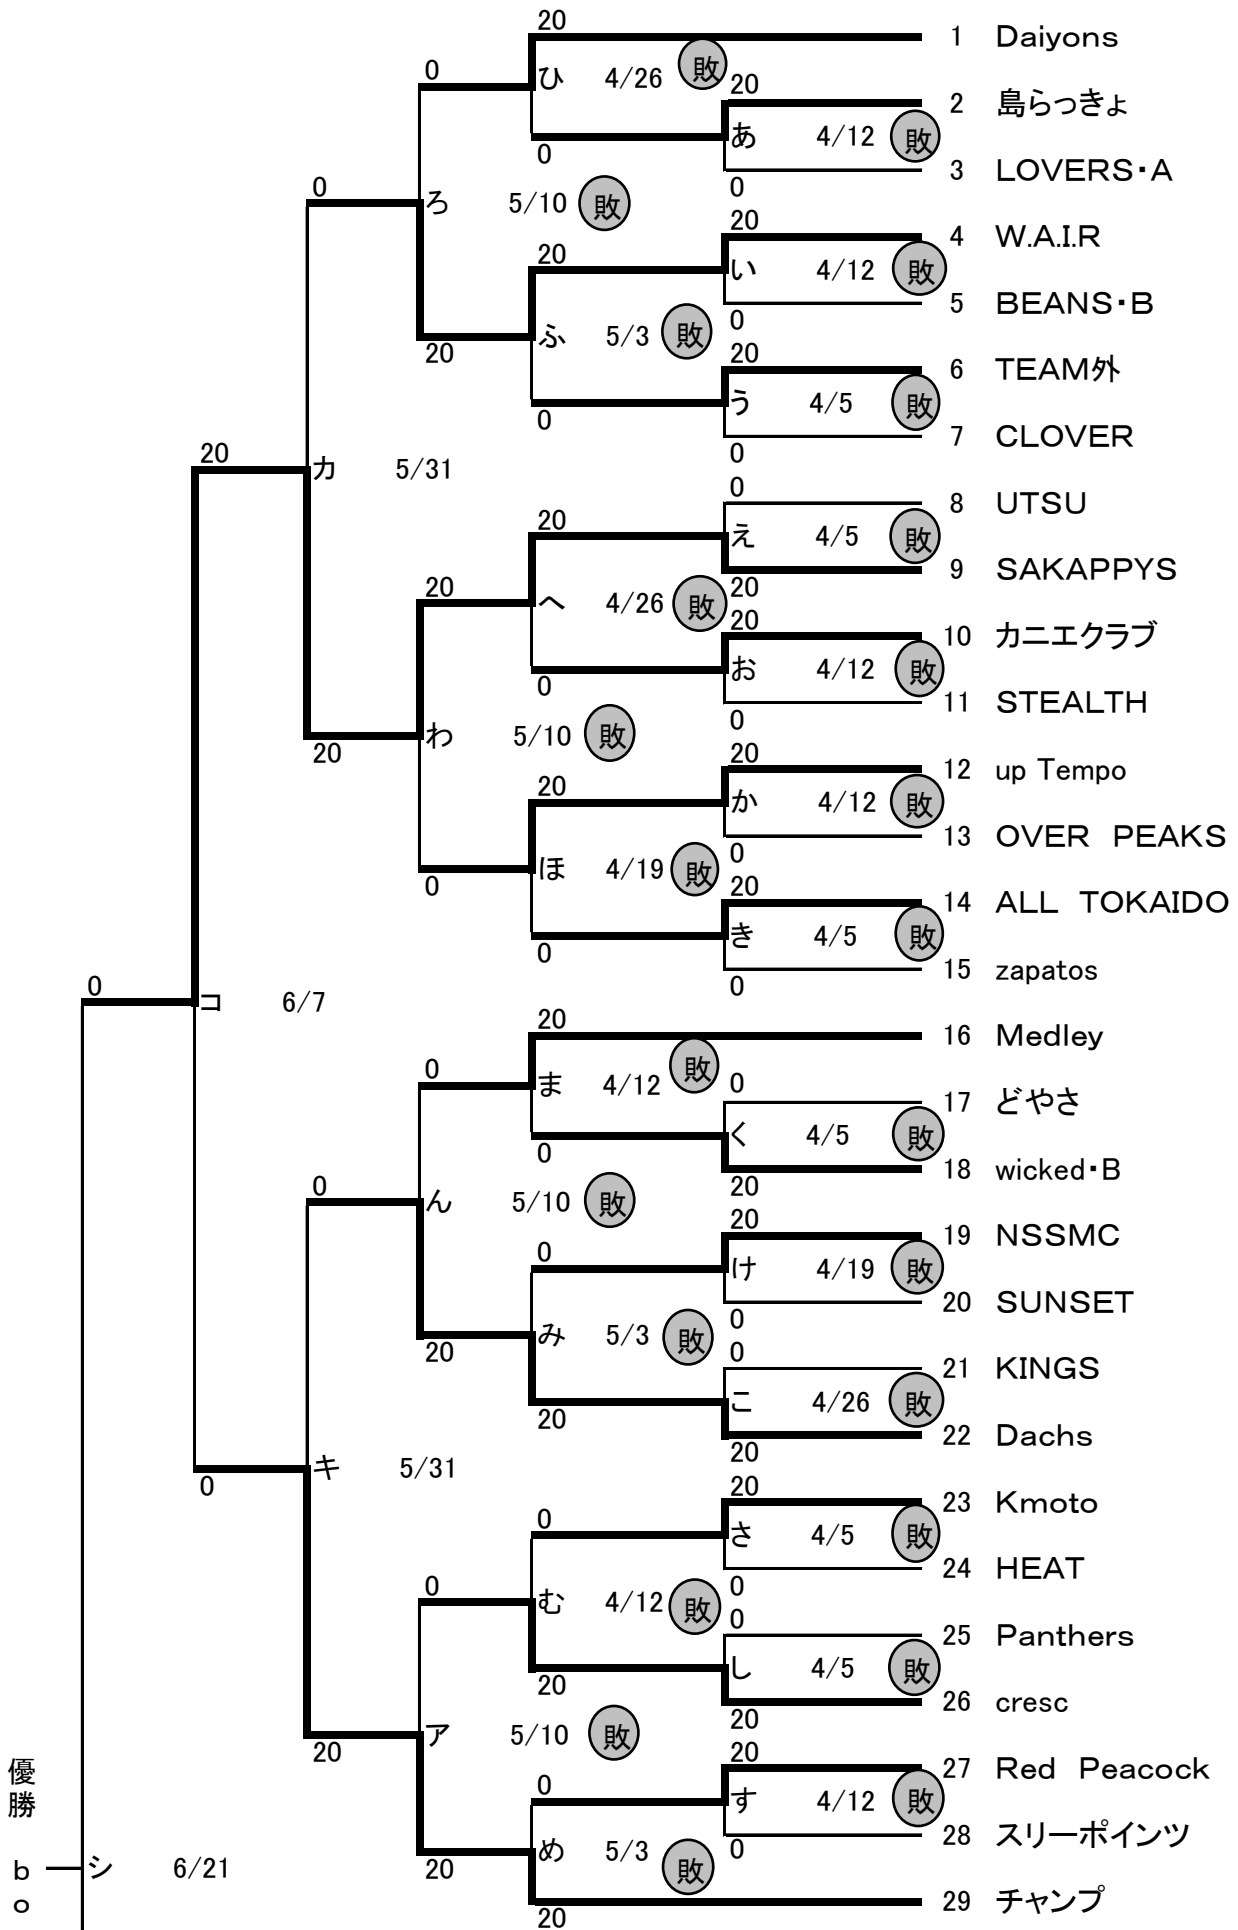 20
1 Daiyons
0
ひ 4/26 敗
20
2 島らっきょ
あ 4/12 敗
0
3 LOVERS・A
0
0
ろ 5/10 敗
20
4 W.A.I.R
20
い 4/12 敗
5 BEANS・B
0
ふ 5/3 敗
20
20
6 TEAM外
う 4/5 敗
0
7 CLOVER
0
20
カ 5/31
0
8 UTSU
20
え 4/5 敗
9 SAKAPPYS
20
20
へ 4/26 敗
20
10 カニエクラブ
お 4/12 敗
0
11 STEALTH
0
わ 5/10 敗
20
20
12 up Tempo
20
か 4/12 敗
13 OVER PEAKS
0
ほ 4/19 敗
0
20
14 ALL TOKAIDO
き 4/5 敗
0
15 zapatos
0
0
コ 6/7
20
16 Medley
0
ま 4/12 敗
0
17 どやさ
く 4/5 敗
0
18 wicked・B
20
0
ん 5/10 敗
20
19 NSSMC
0
け 4/19 敗
20 SUNSET
0
み 5/3 敗
20
0
21 KINGS
こ 4/26 敗
20
22 Dachs
20
キ 5/31
0
20
23 Kmoto
0
さ 4/5 敗
24 HEAT
0
0
む 4/12 敗
0
25 Panthers
し 4/5 敗
20
26 cresc
20
ア 5/10 敗
20
20
27 Red Peacock
0
す 4/12 敗
28 スリーポインツ
0
め 5/3 敗
20
29 チャンプ
20
優
勝
b
o
シ 6/21